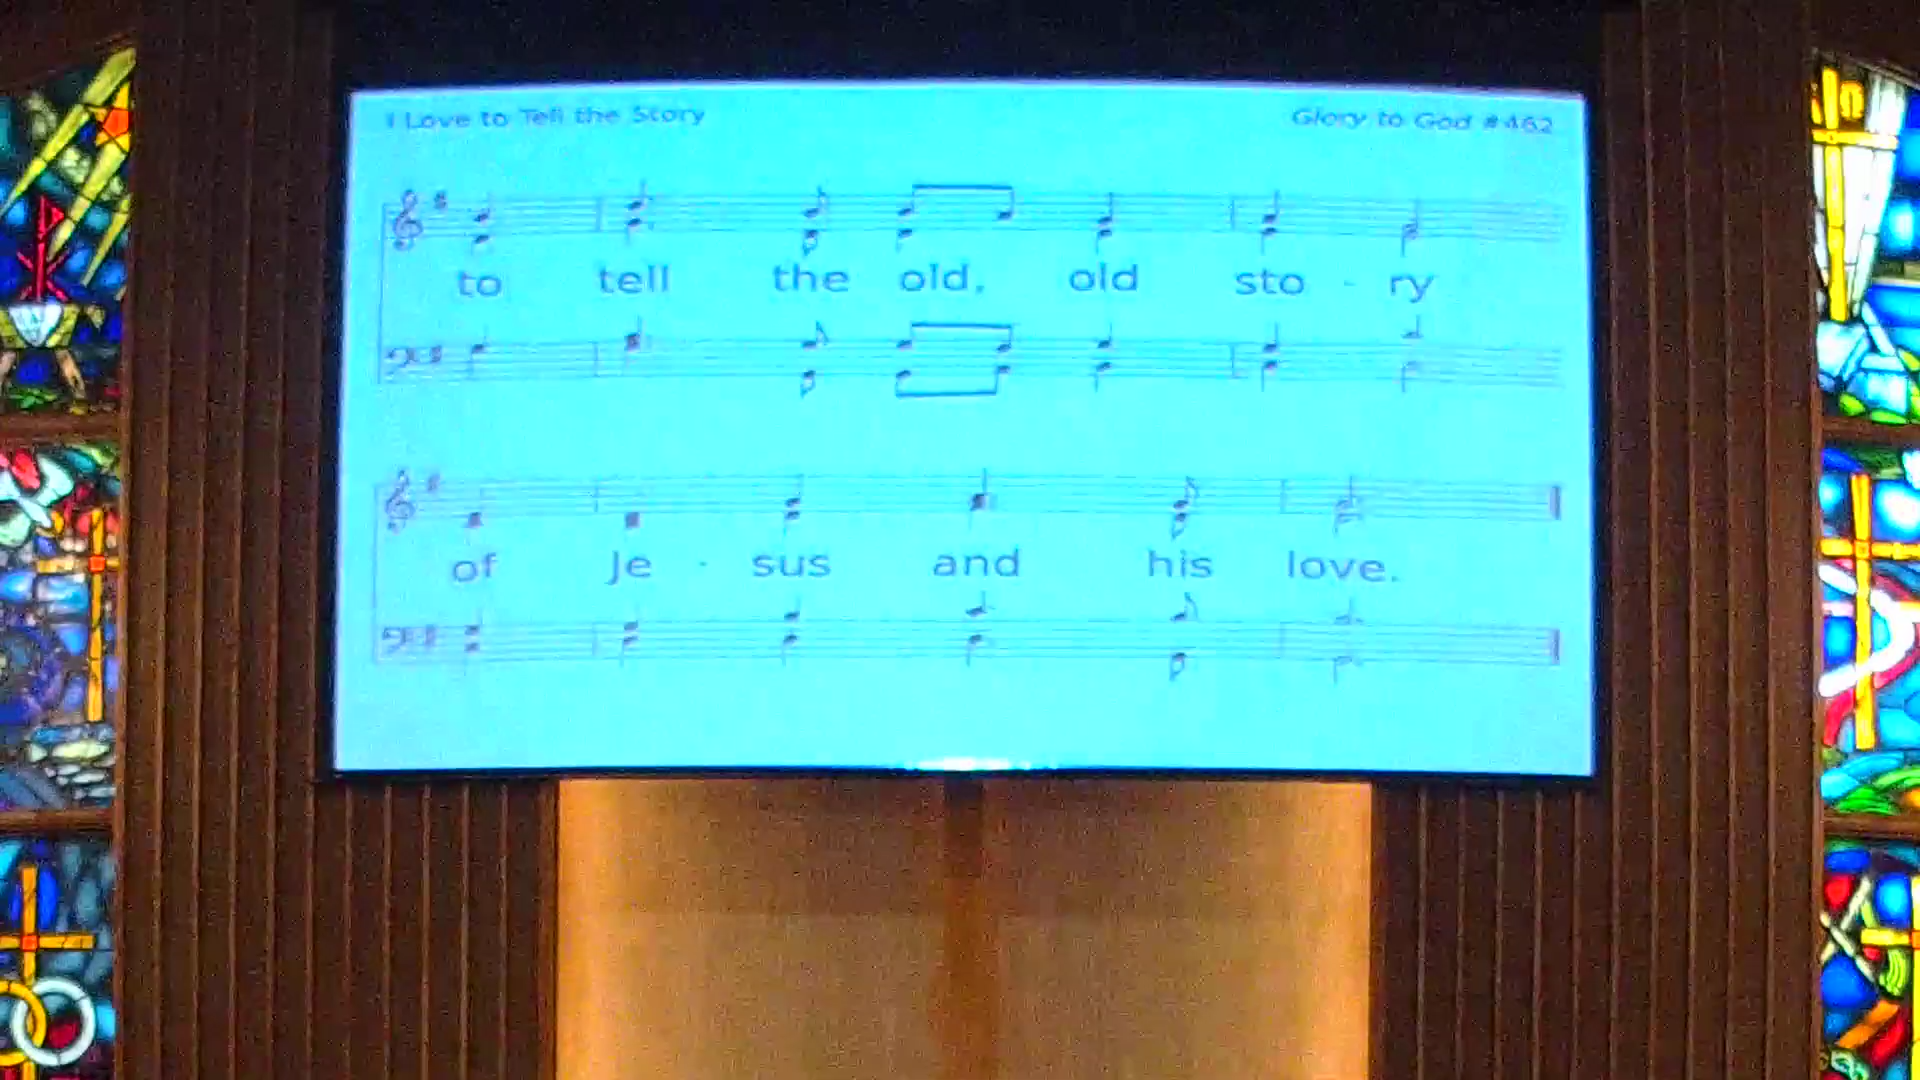 I Love to Tell the Story
Glory to God #462
to tell the old, old sto - ry
of Je - sus and his love.